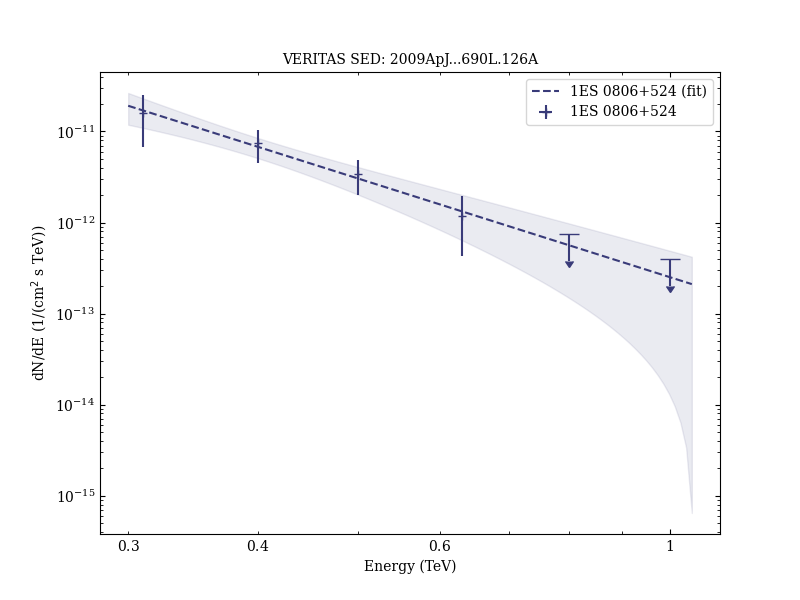 VERITAS SED: 2009ApJ...690L.126A
1ES 0806+524 (fit)
1ES 0806+524
dN/dE (1/(cm² s TeV))
10⁻¹¹
10⁻¹²
10⁻¹³
10⁻¹⁴
10⁻¹⁵
0.3 0.4 0.6 1
Energy (TeV)